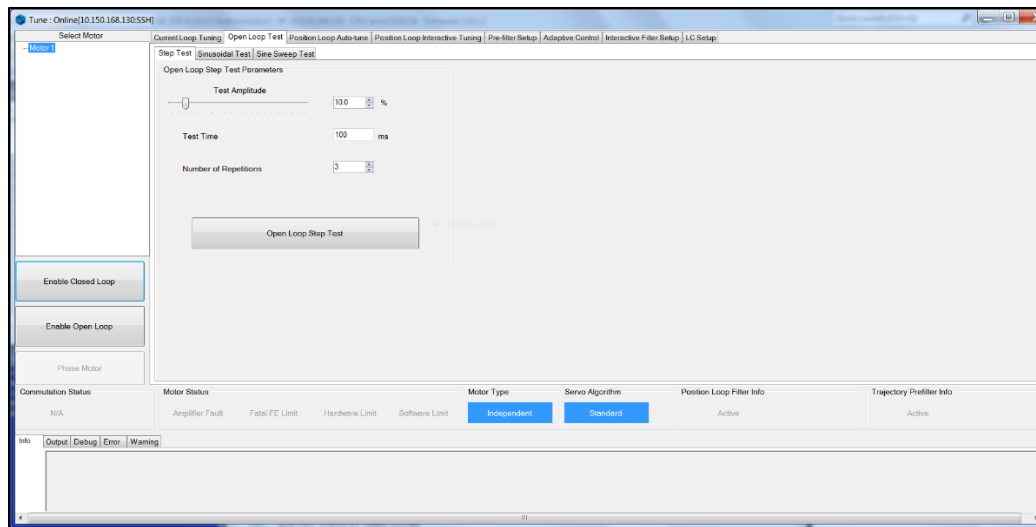 Tune : Online[10.150.168.130:SSH]
Select Motor
Motor 1
Current Loop Tuning Open Loop Test Position Loop Auto-tune Position Loop Interactive Tuning Pre-filter Setup Adaptive Control Interactive Filter Setup LC Setup
Step Test Sinusoidal Test Sine Sweep Test
Open Loop Step Test Parameters
Test Amplitude
10.0 %
Test Time 100 ms
Number of Repetitions 3
Open Loop Step Test
Enable Closed Loop
Enable Open Loop
Phase Motor
Commutation Status Motor Status Motor Type Servo Algorithm Position Loop Filter Info Trajectory Prefilter Info
N/A Amplifier Fault Fatal FE Limit Hardware Limit Software Limit Independent Standard Active Active
Info Output Debug Error Warning